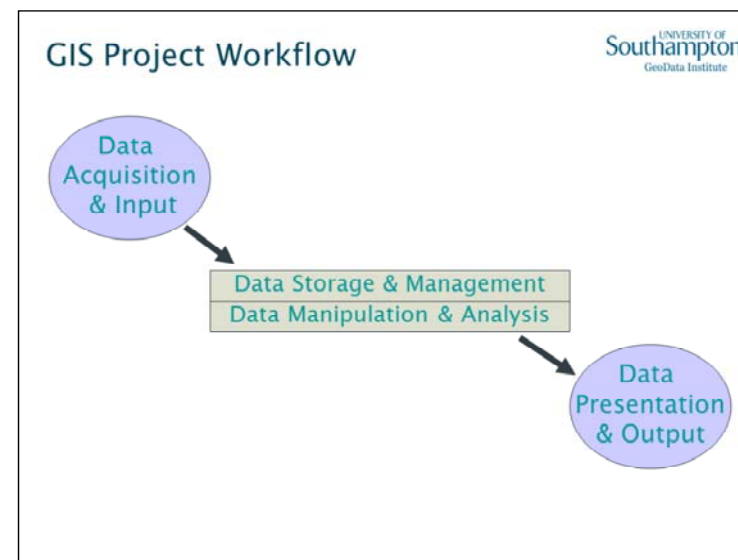 GIS Project Workflow
UNIVERSITY OF
Southampton
GeoData Institute
Data
Acquisition
& Input
Data Storage & Management
Data Manipulation & Analysis
Data
Presentation
& Output